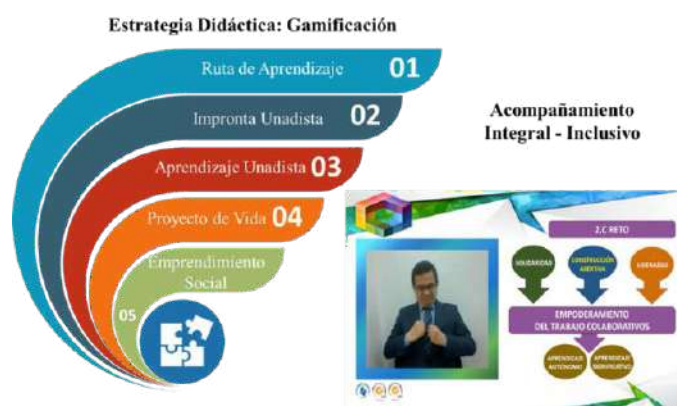 Estrategia Didáctica: Gamificación
Ruta de Aprendizaje 01
Impronta Unadista 02
Aprendizaje Unadista 03
Proyecto de Vida 04
Emprendimiento
Social
05
Acompañamiento
Integral - Inclusivo
2.C RETO
SOLIDARIDAD
CONSTRUCCIÓN
LIDERAZGO
EMPODERAMIENTO
DEL TRABAJO COLABORATIVOS
APRENDIZAJE
AUTÓNOMO
APRENDIZAJE
SIGNIFICATIVO